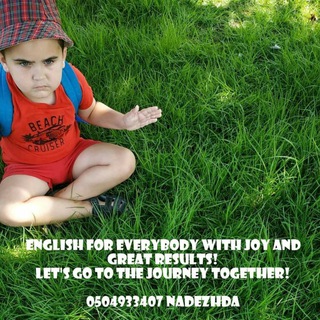 BEACH
CRUISER
ENGLISH FOR EVERYBODY WITH JOY AND
GREAT RESULTS!
LET'S GO TO THE JOURNEY TOGETHER!
0504933407 NADEZHDA